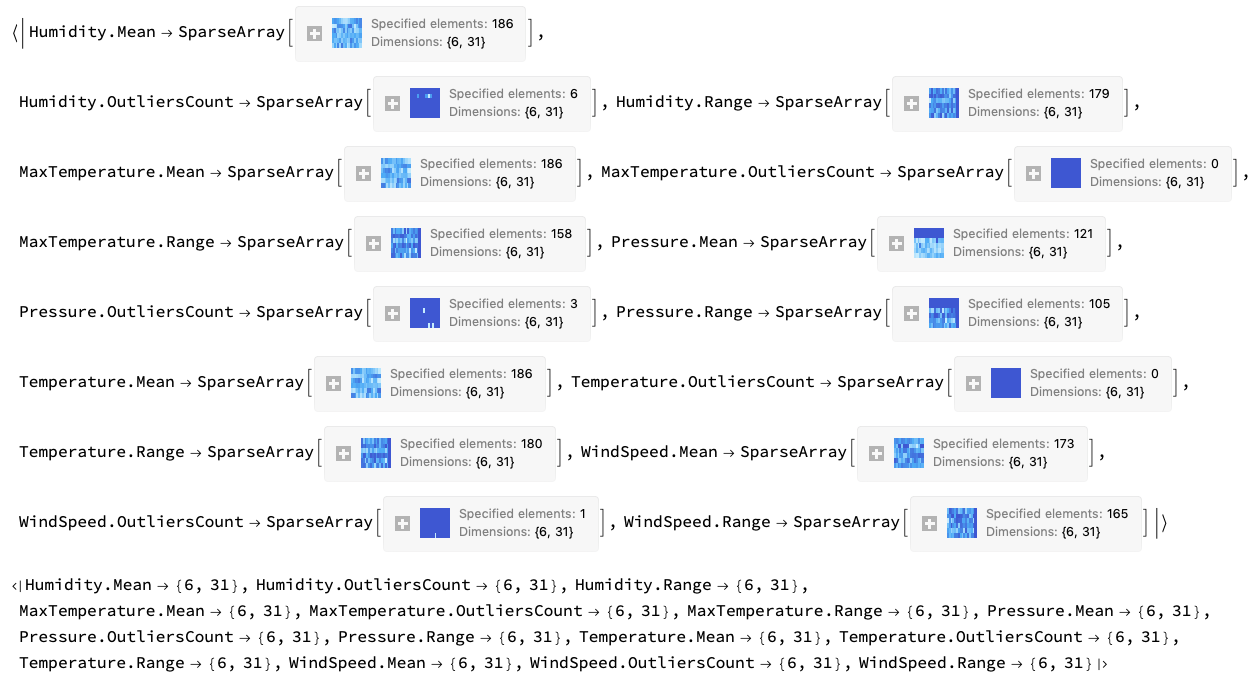 <|Humidity.Mean → SparseArray[ Specified elements: 186 Dimensions: {6, 31} ],
Humidity.OutliersCount → SparseArray[ Specified elements: 6 Dimensions: {6, 31} ], Humidity.Range → SparseArray[ Specified elements: 179 Dimensions: {6, 31} ],
MaxTemperature.Mean → SparseArray[ Specified elements: 186 Dimensions: {6, 31} ], MaxTemperature.OutliersCount → SparseArray[ Specified elements: 0 Dimensions: {6, 31} ],
MaxTemperature.Range → SparseArray[ Specified elements: 158 Dimensions: {6, 31} ], Pressure.Mean → SparseArray[ Specified elements: 121 Dimensions: {6, 31} ],
Pressure.OutliersCount → SparseArray[ Specified elements: 3 Dimensions: {6, 31} ], Pressure.Range → SparseArray[ Specified elements: 105 Dimensions: {6, 31} ],
Temperature.Mean → SparseArray[ Specified elements: 186 Dimensions: {6, 31} ], Temperature.OutliersCount → SparseArray[ Specified elements: 0 Dimensions: {6, 31} ],
Temperature.Range → SparseArray[ Specified elements: 180 Dimensions: {6, 31} ], WindSpeed.Mean → SparseArray[ Specified elements: 173 Dimensions: {6, 31} ],
WindSpeed.OutliersCount → SparseArray[ Specified elements: 1 Dimensions: {6, 31} ], WindSpeed.Range → SparseArray[ Specified elements: 165 Dimensions: {6, 31} ]|>
<|Humidity.Mean → {6, 31}, Humidity.OutliersCount → {6, 31}, Humidity.Range → {6, 31},
MaxTemperature.Mean → {6, 31}, MaxTemperature.OutliersCount → {6, 31}, MaxTemperature.Range → {6, 31}, Pressure.Mean → {6, 31},
Pressure.OutliersCount → {6, 31}, Pressure.Range → {6, 31}, Temperature.Mean → {6, 31}, Temperature.OutliersCount → {6, 31},
Temperature.Range → {6, 31}, WindSpeed.Mean → {6, 31}, WindSpeed.OutliersCount → {6, 31}, WindSpeed.Range → {6, 31}|>